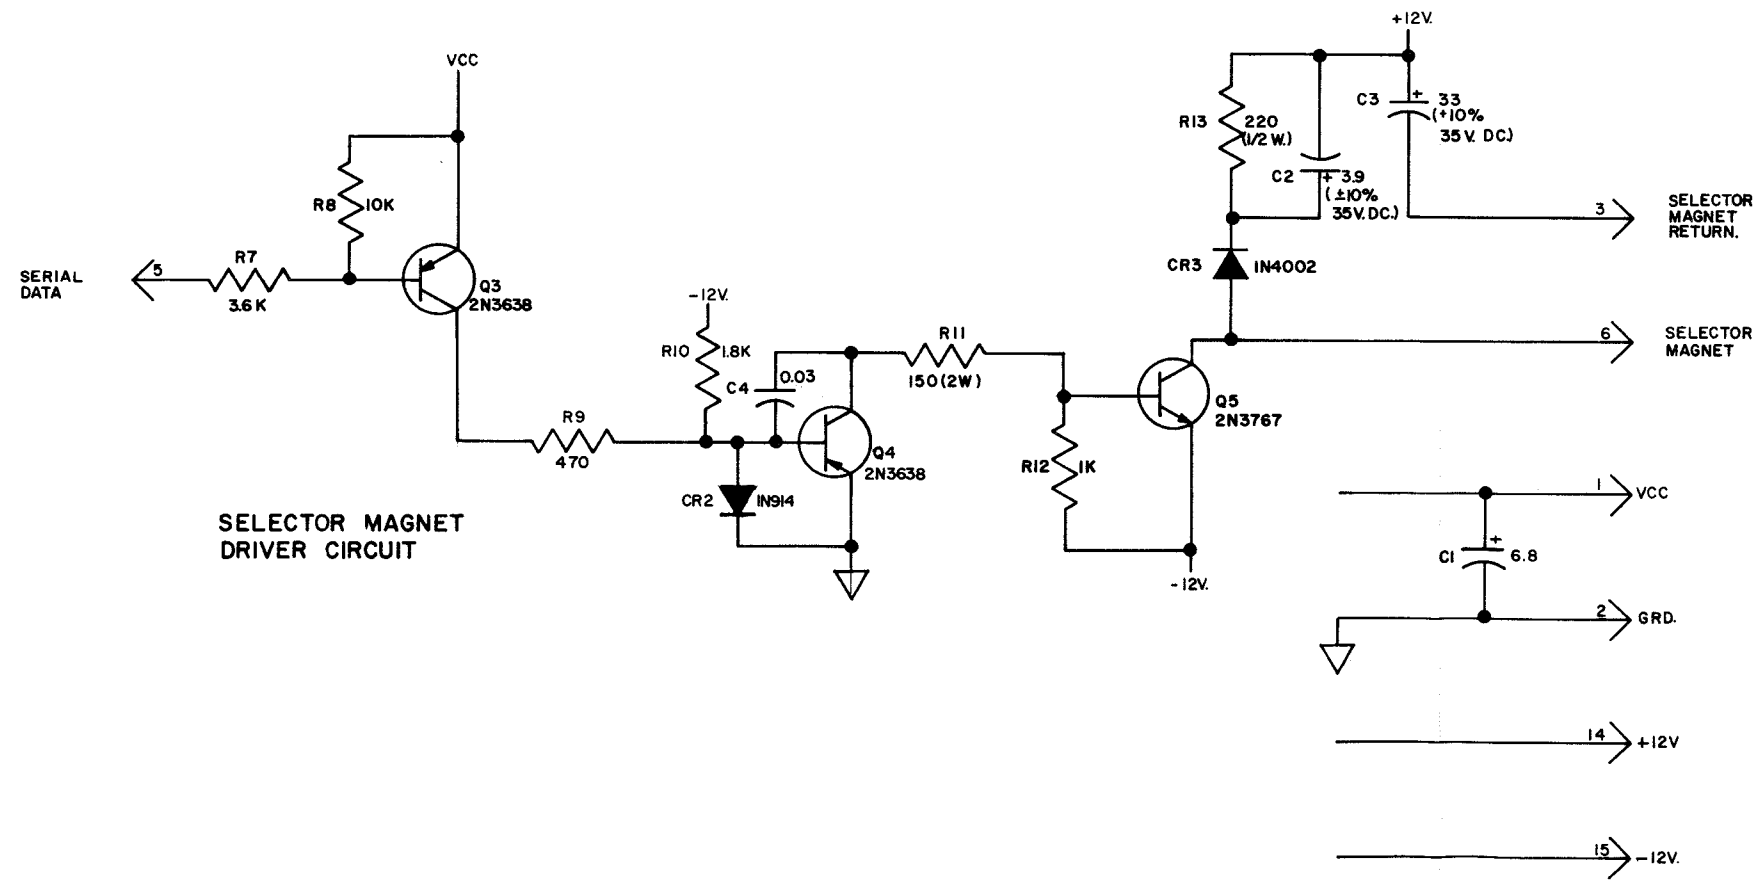 +12V.
VCC
C3
+ 33
(+10%
35 V. DC.)
R13
220
(1/2 W.)
C2
+ 3.9
(±10%
35V.DC.)
R8
10K
3
SELECTOR
MAGNET
RETURN.
SERIAL
DATA
5
R7
3.6K
Q3
2N3638
CR3
1N4002
-12V.
R10
1.8K
C4
0.03
R11
150(2W)
6
SELECTOR
MAGNET
Q5
2N3767
R9
470
Q4
2N3638
R12
1K
CR2
1N914
SELECTOR MAGNET
DRIVER CIRCUIT
-12V.
1
VCC
C1
+
6.8
2
GRD.
14
+12V
15
-12V.